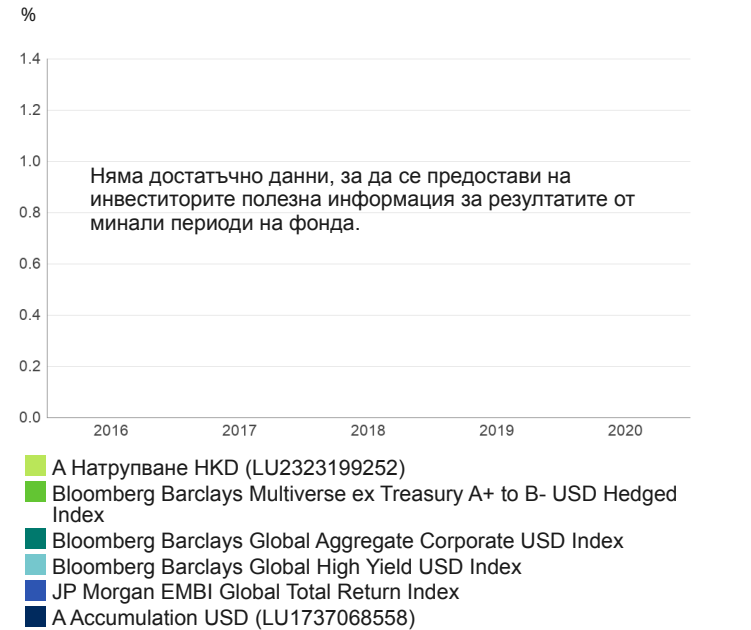 %
1.4
1.2
1.0
Няма достатъчно данни, за да се предостави на
инвеститорите полезна информация за резултатите от
0.8
минали периоди на фонда.
0.6
0.4
0.2
0.0
2016 2017 2018 2019 2020
А Натрупване HKD (LU2323199252)
Bloomberg Barclays Multiverse ex Treasury A+ to B- USD Hedged
Index
Bloomberg Barclays Global Aggregate Corporate USD Index
Bloomberg Barclays Global High Yield USD Index
JP Morgan EMBI Global Total Return Index
A Accumulation USD (LU1737068558)